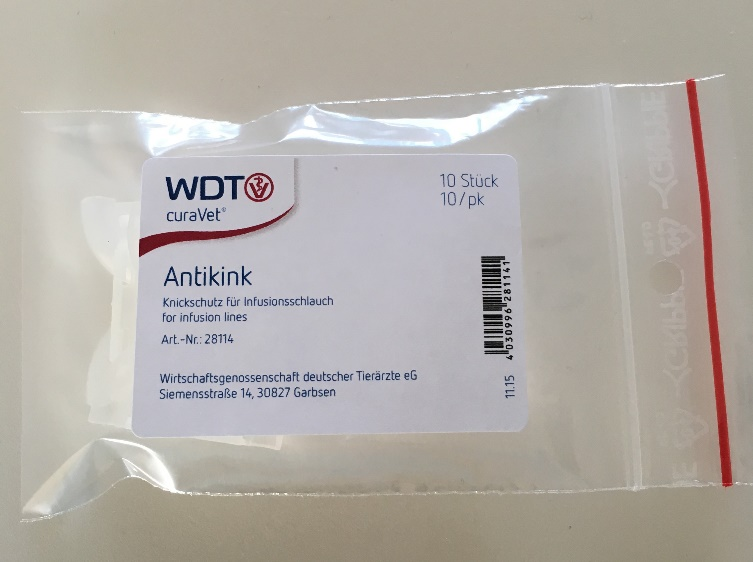 WDT
curaVet®
10 Stück
10/pk
Antikink
Knickschutz für Infusionsschlauch
for infusion lines
Art.-Nr.: 28114
Wirtschaftsgenossenschaft deutscher Tierärzte eG
Siemensstraße 14, 30827 Garbsen
4 030996 281141
11.15